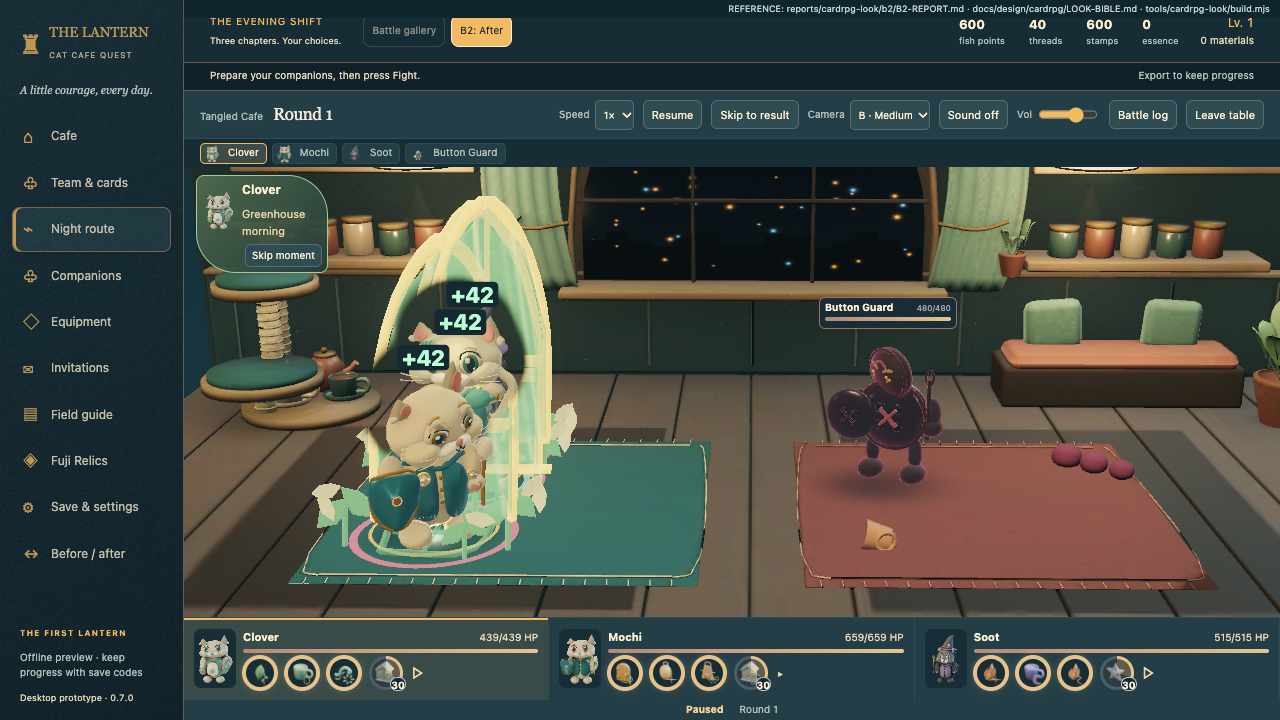 REFERENCE: reports/cardrpg-look/b2/B2-REPORT.md · docs/design/cardrpg/LOOK-BIBLE.md · tools/cardrpg-look/build.mjs
THE LANTERN
CAT CAFE QUEST
A little courage, every day.
Cafe
Team & cards
Night route
Companions
Equipment
Invitations
Field guide
Fuji Relics
Save & settings
Before / after
THE FIRST LANTERN
Offline preview · keep
progress with save codes
Desktop prototype · 0.7.0
THE EVENING SHIFT
Three chapters. Your choices.
Battle gallery
B2: After
600
fish points
40
threads
600
stamps
0
essence
Lv. 1
0 materials
Prepare your companions, then press Fight.
Export to keep progress
Tangled Cafe
Round 1
Speed
1x
Resume
Skip to result
Camera
B · Medium
Sound off
Vol
Battle log
Leave table
Clover
Mochi
Soot
Button Guard
Clover
Greenhouse
morning
Skip moment
+42
+42
+42
Button Guard
480/480
Clover
439/439 HP
30
Mochi
659/659 HP
30
Soot
515/515 HP
30
Paused
Round 1